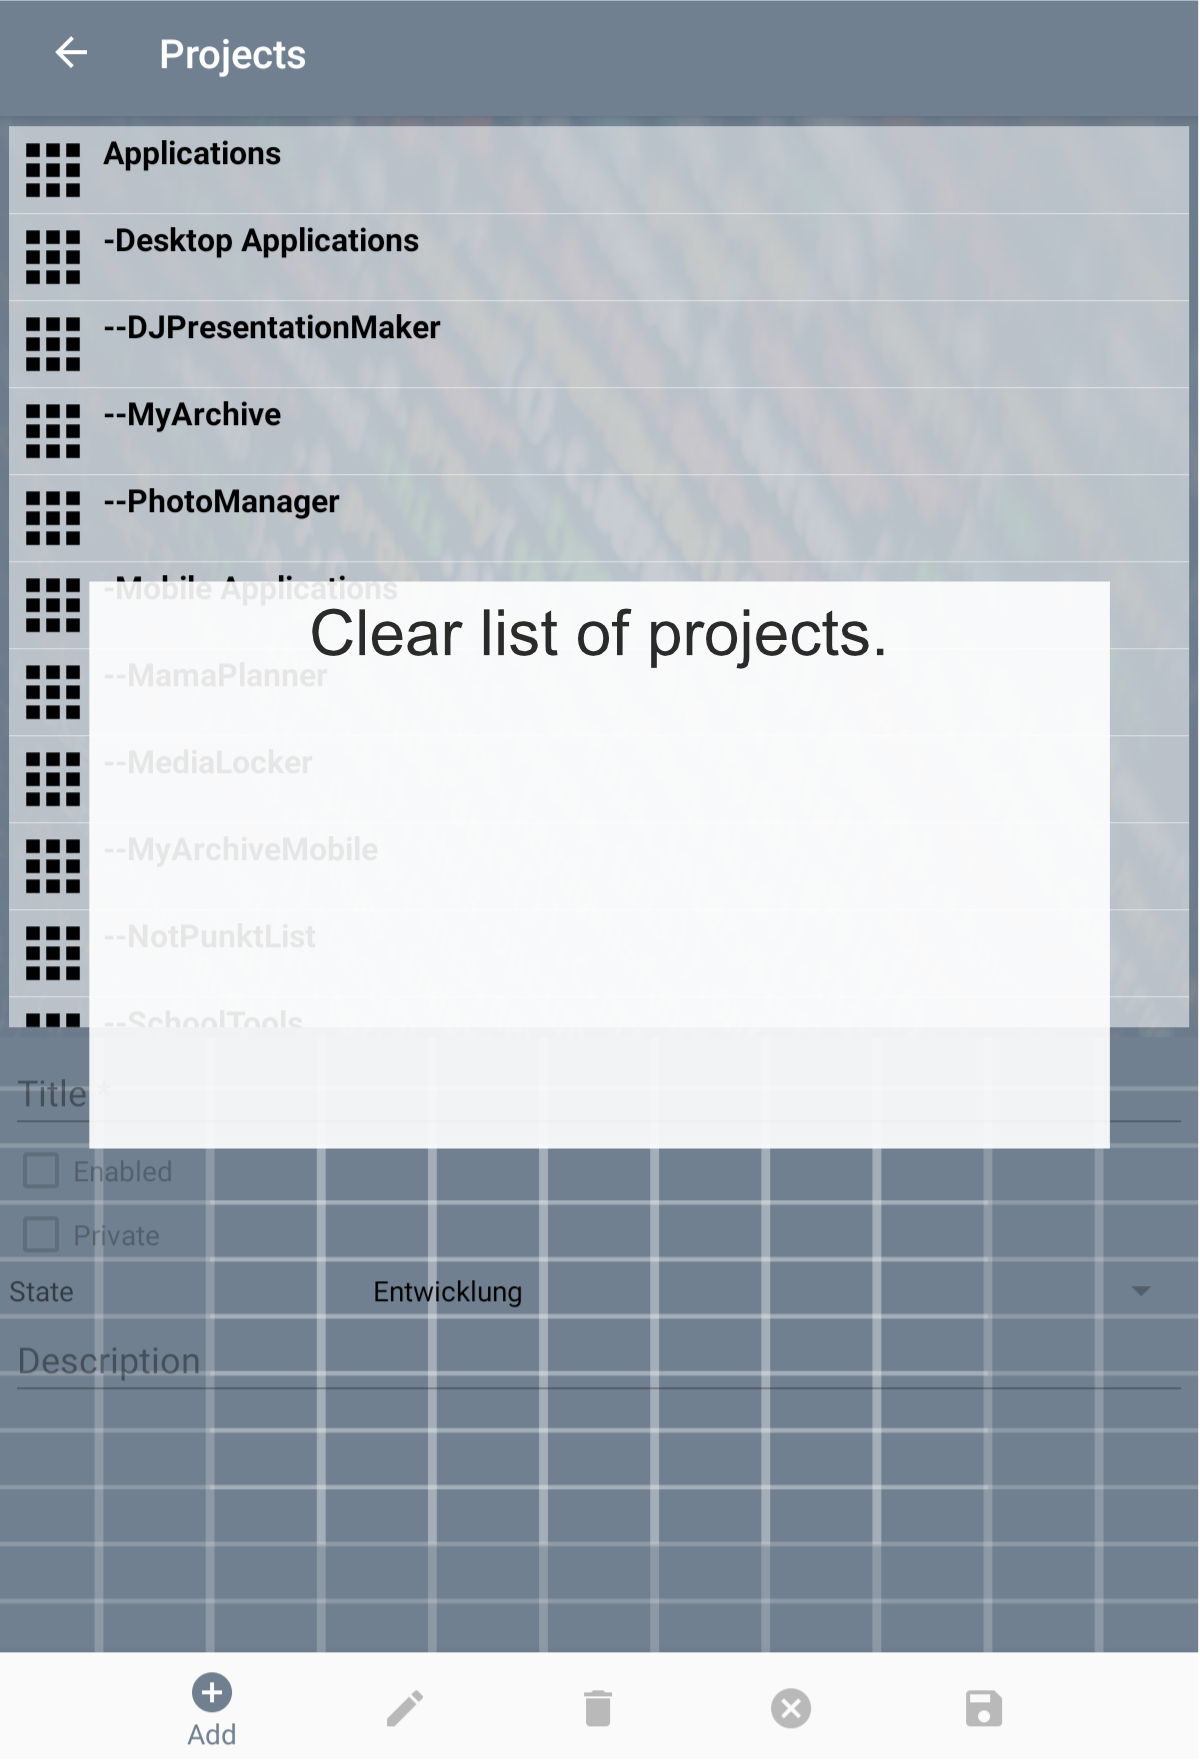 Projects
Applications
-Desktop Applications
--DJPresentationMaker
--MyArchive
--PhotoManager
-Mobile Applications
Clear list of projects.
--MamaPlanner
--MediaLocker
--MyArchiveMobile
--NotPunktList
--SchoolTools
Title *
Enabled
Private
State Entwicklung
Description
Add